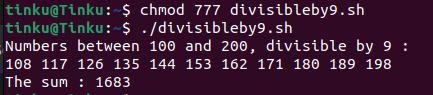 tinku@Tinku:~$ chmod 777 divisibleby9.sh
tinku@Tinku:~$ ./divisibleby9.sh
Numbers between 100 and 200, divisible by 9 :
108 117 126 135 144 153 162 171 180 189 198
The sum : 1683